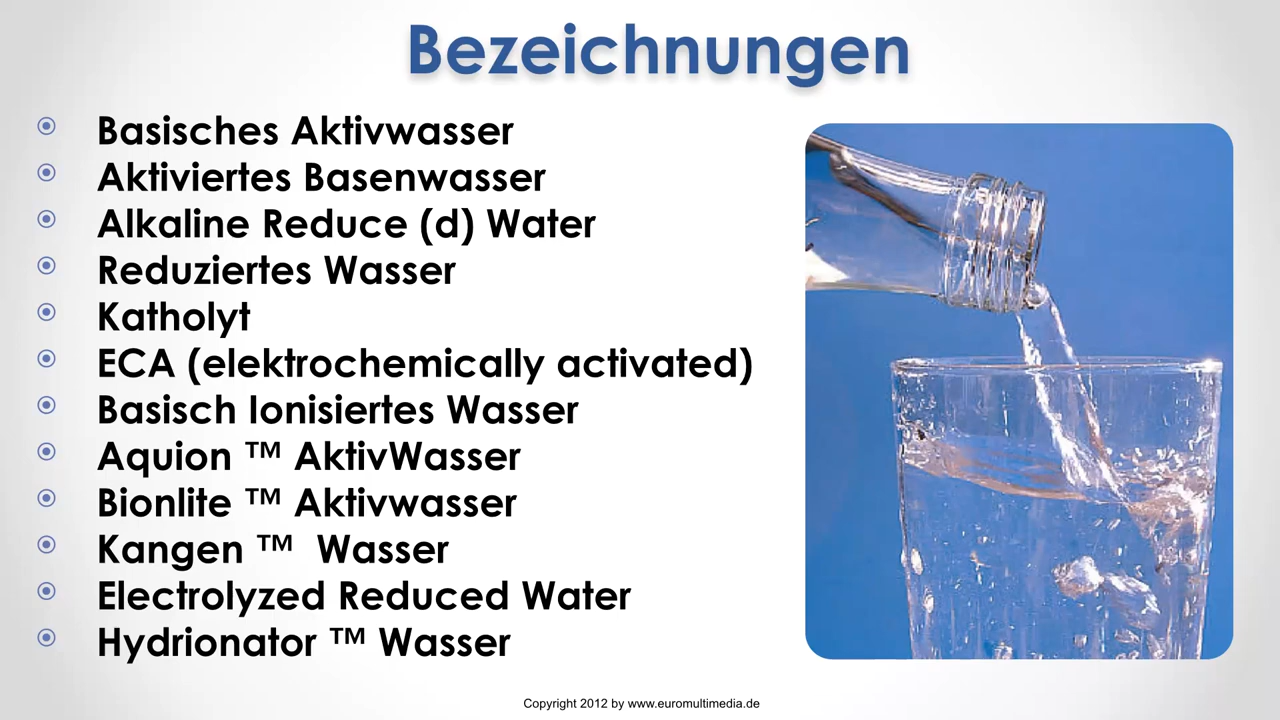 Bezeichnungen
Basisches Aktivwasser
Aktiviertes Basenwasser
Alkaline Reduce (d) Water
Reduziertes Wasser
Katholyt
ECA (elektrochemically activated)
Basisch Ionisiertes Wasser
Aquion ™ AktivWasser
Bionlite ™ Aktivwasser
Kangen ™ Wasser
Electrolyzed Reduced Water
Hydrionator ™ Wasser
Copyright 2012 by www.euromultimedia.de